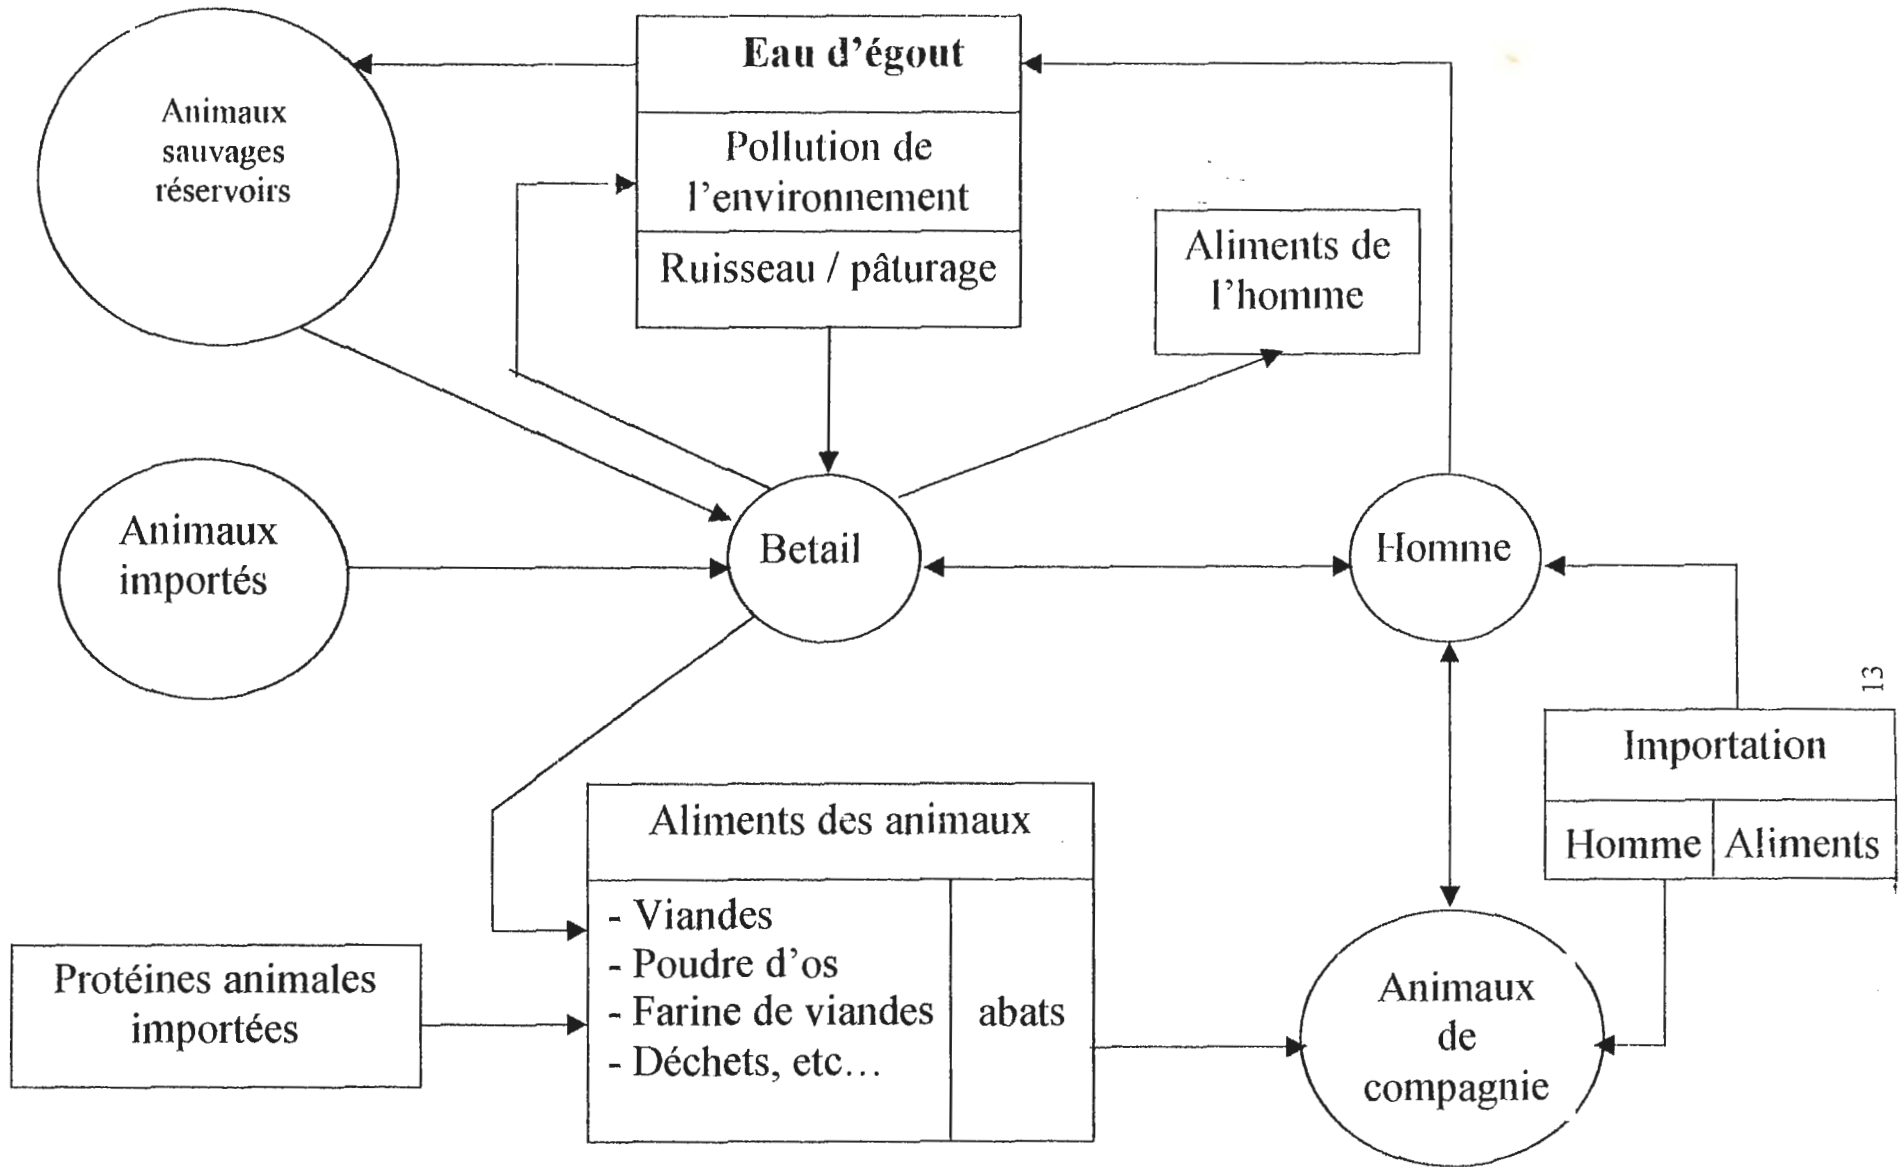 Eau d'égout
Animaux
sauvages
réservoirs
Pollution de
l'environnement
Ruisseau / pâturage
Aliments de
l'homme
Animaux
importés
Betail
Homme
13
Importation
Homme
Aliments
Aliments des animaux
- Viandes
- Poudre d'os
- Farine de viandes
- Déchets, etc...
abats
Protéines animales
importées
Animaux
de
compagnie